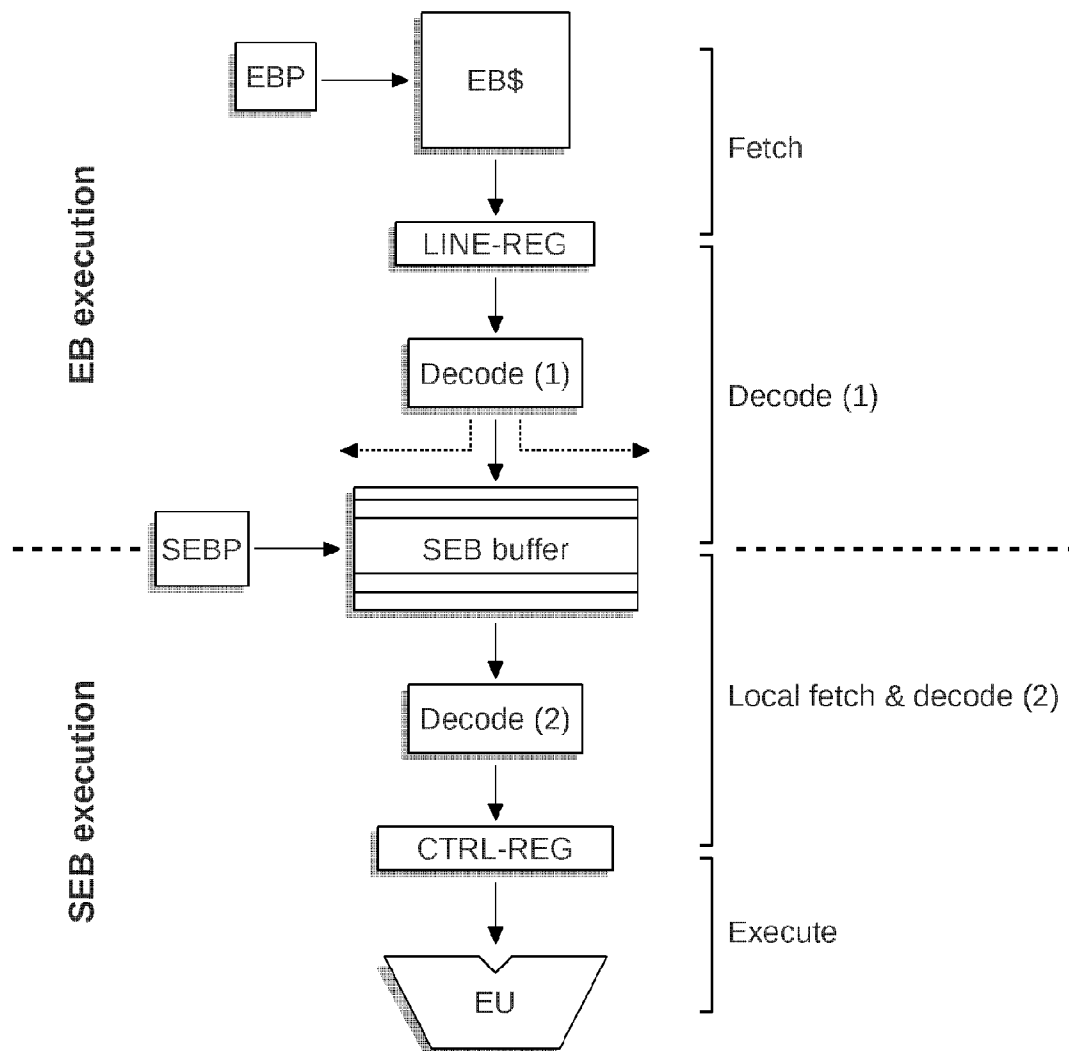 EBP
EB$
Fetch
LINE-REG
EB execution
Decode (1)
Decode (1)
SEBP
SEB buffer
Decode (2)
Local fetch & decode (2)
SEB execution
CTRL-REG
Execute
EU